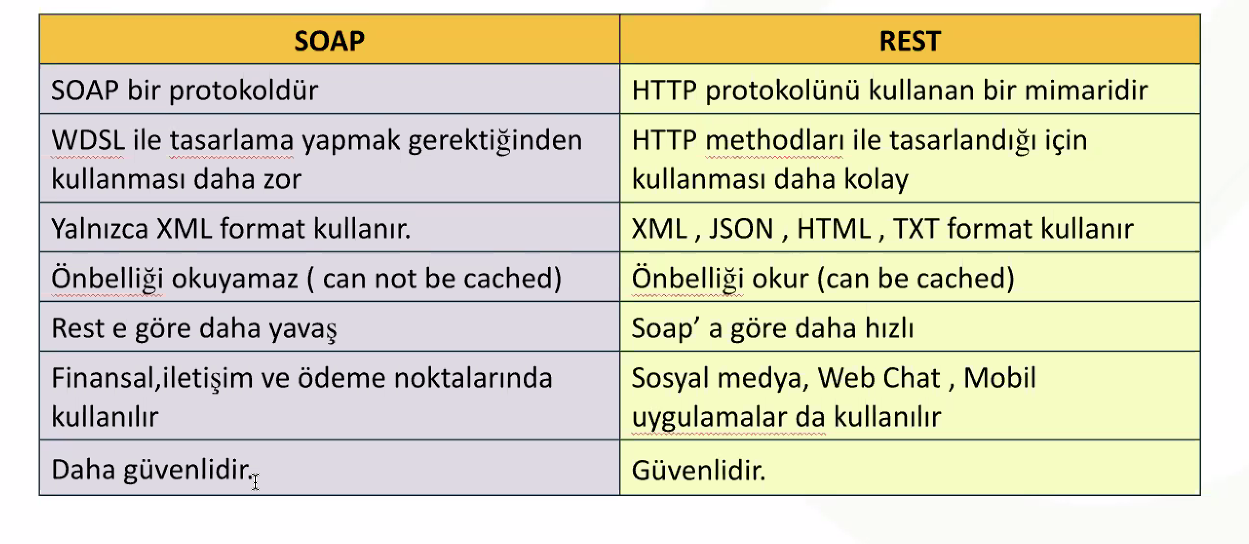 SOAP
REST
SOAP bir protokoldür
HTTP protokolünü kullanan bir mimaridir
WDSL ile tasarlama yapmak gerektiğinden
kullanması daha zor
HTTP methodları ile tasarlandığı için
kullanması daha kolay
Yalnızca XML format kullanır.
XML , JSON , HTML , TXT format kullanır
Önbelliği okuyamaz ( can not be cached)
Önbelliği okur (can be cached)
Rest e göre daha yavaş
Soap’ a göre daha hızlı
Finansal,iletişim ve ödeme noktalarında
kullanılır
Sosyal medya, Web Chat , Mobil
uygulamalar da kullanılır
Daha güvenlidir.
Güvenlidir.